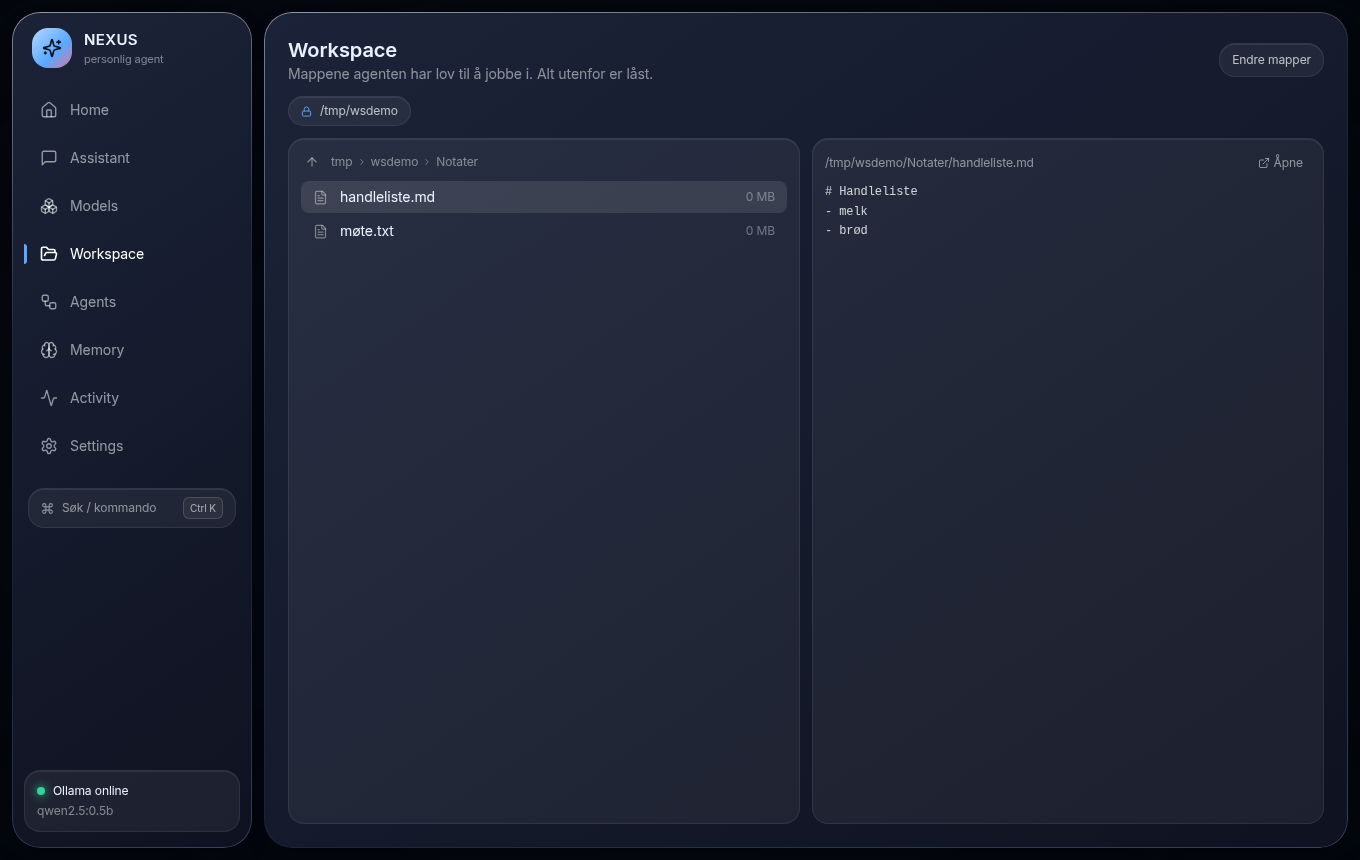 NEXUS
personlig agent
Home
Assistant
Models
Workspace
Agents
Memory
Activity
Settings
Søk / kommando Ctrl K
Ollama online
qwen2.5:0.5b
Workspace
Mappene agenten har lov til å jobbe i. Alt utenfor er låst.
Endre mapper
/tmp/wsdemo
tmp › wsdemo › Notater
handleliste.md 0 MB
møte.txt 0 MB
/tmp/wsdemo/Notater/handleliste.md Åpne
# Handleliste
- melk
- brød